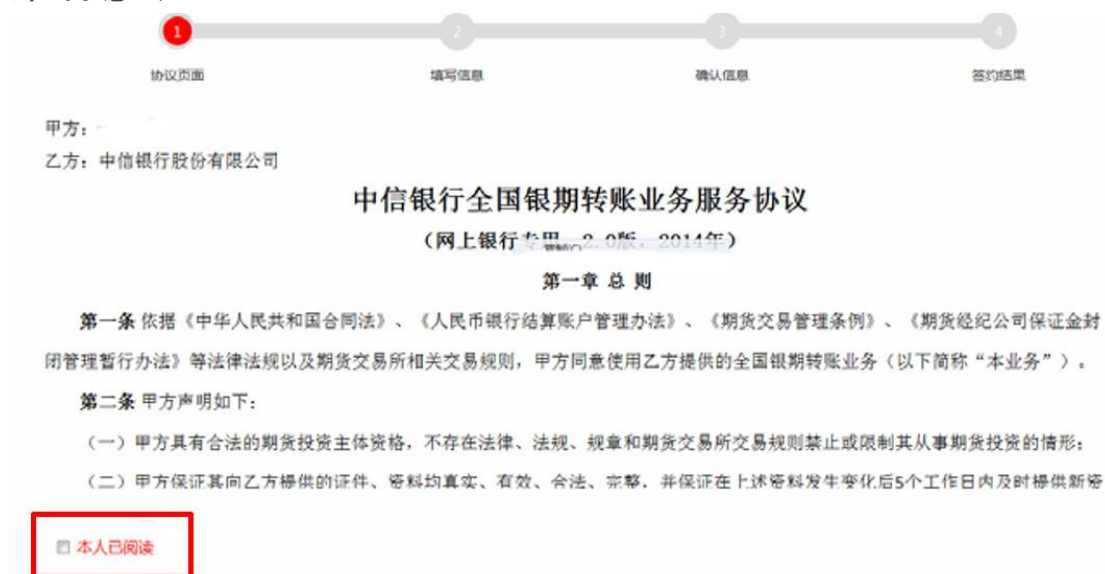 1
2
3
4
协议页面
填写信息
确认信息
签约结果
甲方：
乙方：中信银行股份有限公司
中信银行全国银期转账业务服务协议
（网上银行专用，2.0版，2014年）
第一章 总 则
第一条 依据《中华人民共和国合同法》、《人民币银行结算账户管理办法》、《期货交易管理条例》、《期货经纪公司保证金封
闭管理暂行办法》等法律法规以及期货交易所相关交易规则，甲方同意使用乙方提供的全国银期转账业务（以下简称“本业务”）。
第二条 甲方声明如下：
（一）甲方具有合法的期货投资主体资格，不存在法律、法规、规章和期货交易所交易规则禁止或限制其从事期货投资的情形；
（二）甲方保证其向乙方提供的证件、资料均真实、有效、合法、完整，并保证在上述资料发生变化后5个工作日内及时提供新资
本人已阅读